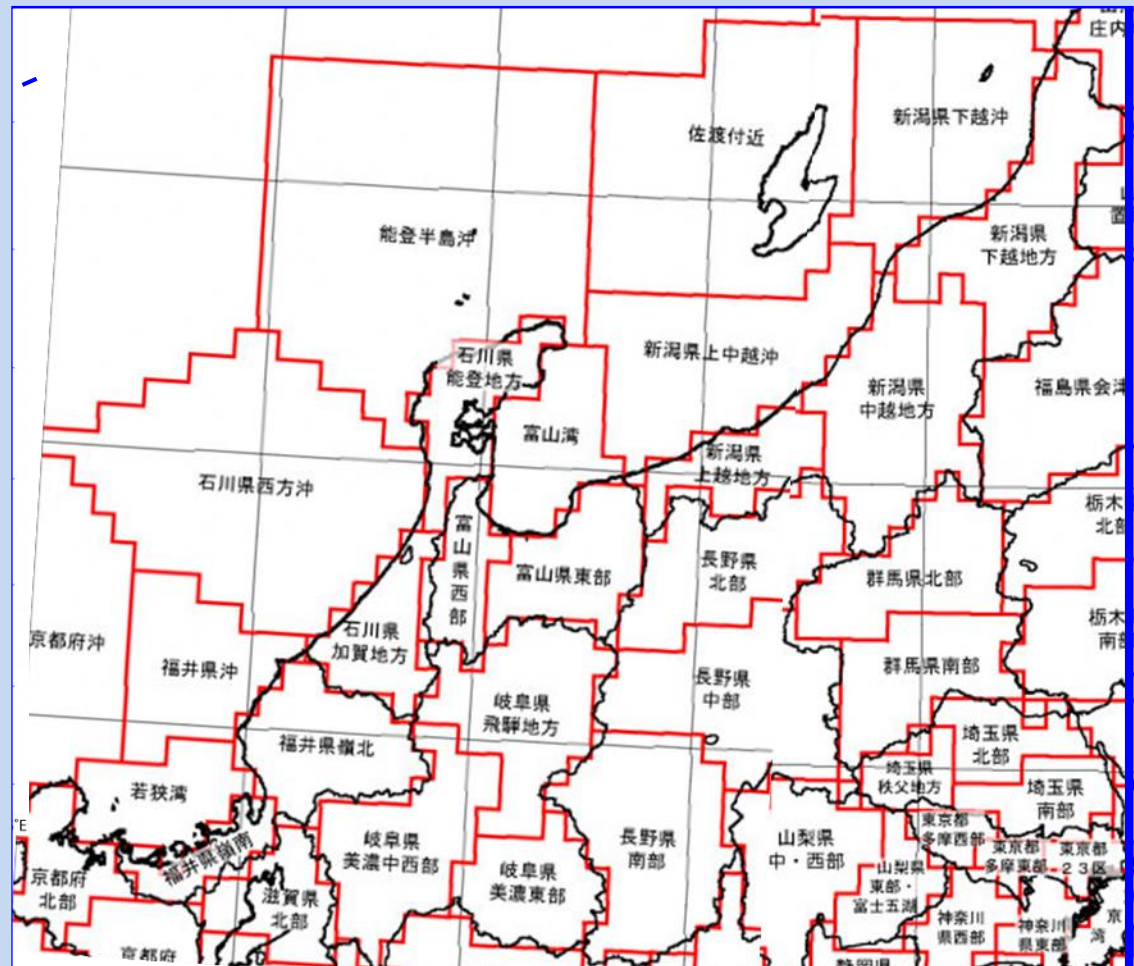 庄内
新潟県下越沖
佐渡付近
能登半島沖
新潟県
下越地方
新潟県上中越沖
石川県
能登地方
新潟県
中越地方
福島県会津
富山湾
新潟県
上越地方
石川県西方沖
栃木
北部
富山県西部
富山県東部
長野県
北部
群馬県北部
栃木
南部
京都府沖
石川県
加賀地方
福井県沖
群馬県南部
長野県
中部
岐阜県
飛騨地方
福井県嶺北
埼玉県
北部
埼玉県
秩父地方
埼玉県
南部
若狭湾
°E
福井県嶺南
岐阜県
美濃中西部
長野県
南部
山梨県
中・西部
東京都
多摩西部
東京都
多摩東部
東京都
23区
京都府
北部
滋賀県
北部
岐阜県
美濃東部
山梨県
東部・
富士五湖
神奈川
県西部
神奈川
県東部
京
湾
京都府
静岡県